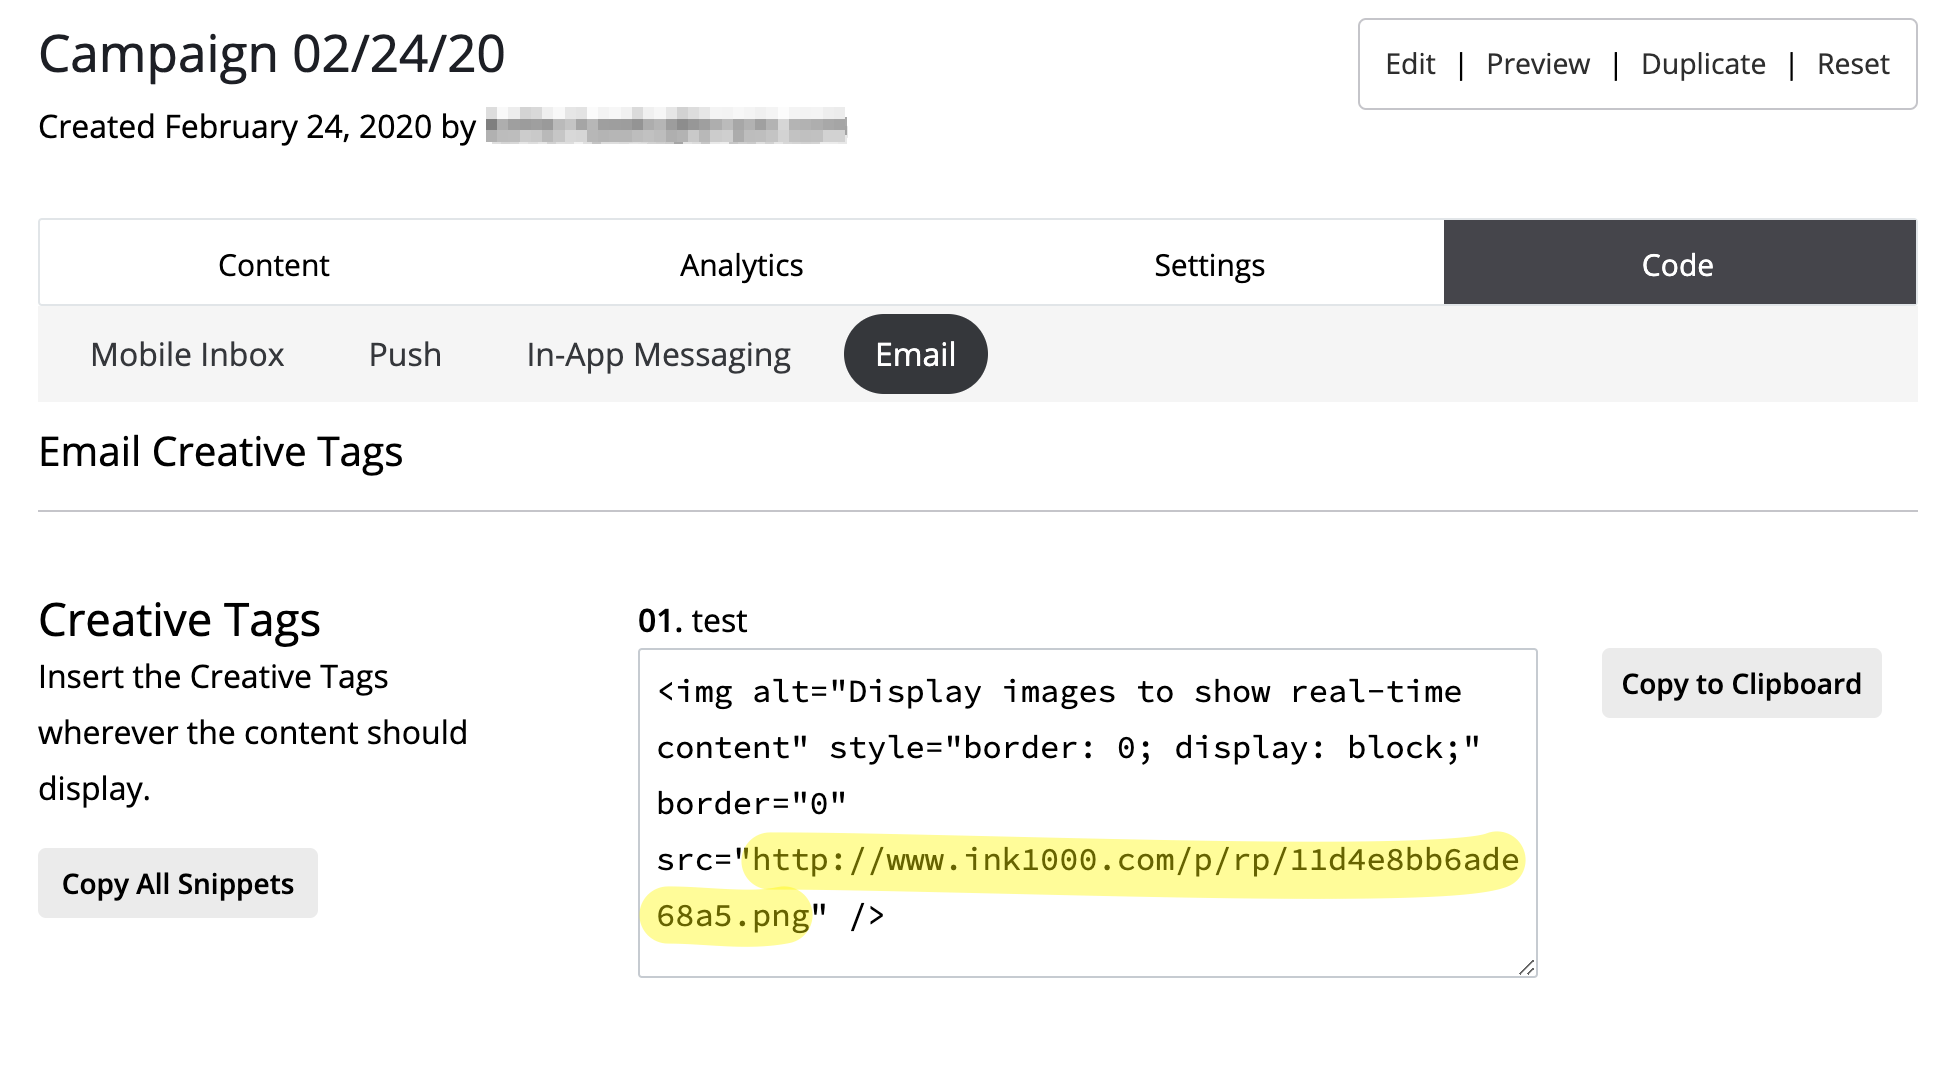 Campaign 02/24/20
Edit | Preview | Duplicate | Reset
Created February 24, 2020 by
Content Analytics Settings Code
Mobile Inbox Push In-App Messaging Email
Email Creative Tags
Creative Tags
Insert the Creative Tags
wherever the content should
display.
Copy All Snippets
01. test
<img alt="Display images to show real-time
content" style="border: 0; display: block;"
border="0"
src="http://www.ink1000.com/p/rp/11d4e8bb6ade
68a5.png" />
Copy to Clipboard